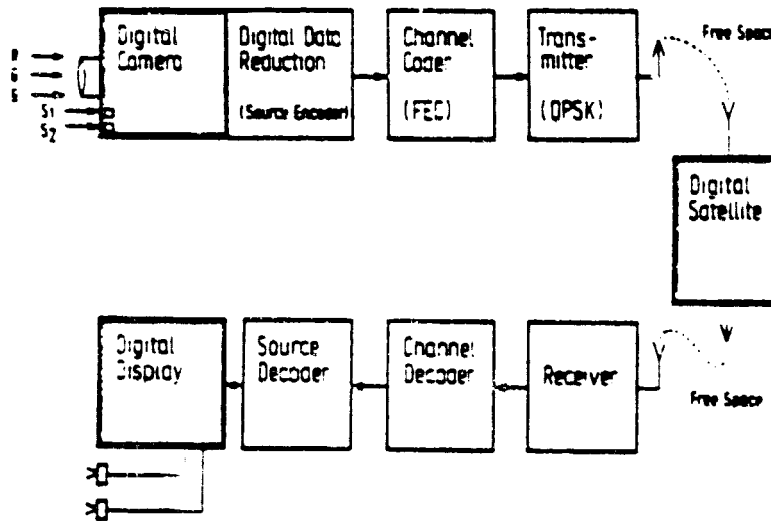 Digital
Camera
Digital Data
Reduction
(Source Encoder)
Channel
Coder
(FEC)
Trans-
mitter
(QPSK)
Free Space
R
G
S1
S2
Digital
Satellite
Digital
Display
Source
Decoder
Channel
Decoder
Receiver
Free Space